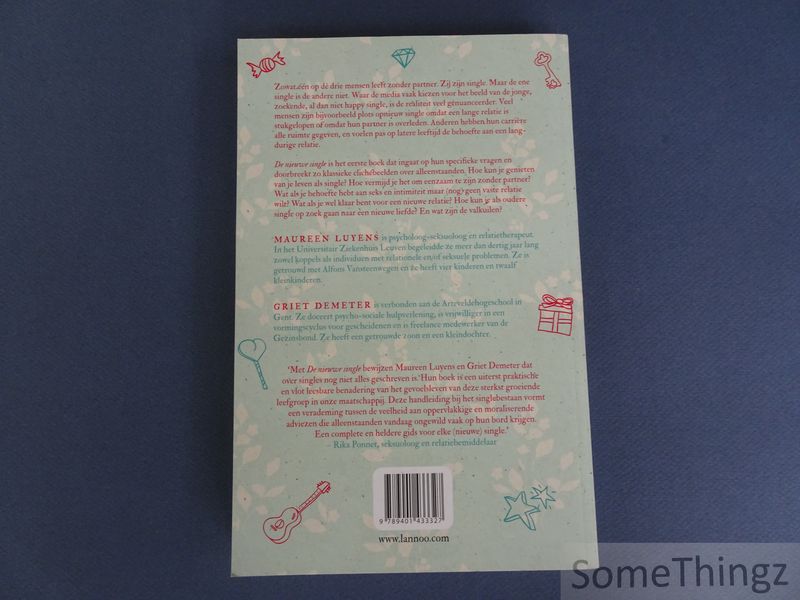 Zowat één op de drie mensen leeft zonder partner. Zij zijn single. Maar de ene
single is de andere niet. Waar de media vaak kiezen voor het beeld van de jonge,
zoekende, al dan niet happy single, is de realiteit veel genuanceerder. Veel
mensen zijn bijvoorbeeld plots opnieuw single omdat een lange relatie is
stukgelopen of omdat hun partner is overleden. Anderen hebben hun carrière
alle ruimte gegeven, en voelen pas op latere leeftijd de behoefte aan een lang-
durige relatie.
De nieuwe single is het eerste boek dat ingaat op hun specifieke vragen en
doorbreekt zo klassieke clichébeelden over alleenstaanden. Hoe kun je genieten
van je leven als single? Hoe vermijd je het om eenzaam te zijn zonder partner?
Wat als je behoefte hebt aan seks en intimiteit maar (nog) geen vaste relatie
wilt? Wat als je wel klaar bent voor een nieuwe relatie? Hoe kun je als oudere
single op zoek gaan naar een nieuwe liefde? En wat zijn de valkuilen?
MAUREEN LUYENS is psycholoog-seksuoloog en relatietherapeut.
In het Universitair Ziekenhuis Leuven begeleidde ze meer dan dertig jaar lang
zowel koppels als individuen met relationele en/of seksuele problemen. Ze is
getrouwd met Alfons Vansteenwegen en ze heeft vier kinderen en twaalf
kleinkinderen.
GRIET DEMETER is verbonden aan de Arteveldehogeschool in
Gent. Ze doceert psycho-sociale hulpverlening, is vrijwilliger in een
vormingscyclus voor gescheidenen en is freelance medewerker van de
Gezinsbond. Ze heeft een getrouwde zoon en een kleindochter.
'Met De nieuwe single bewijzen Maureen Luyens en Griet Demeter dat
over singles nog niet alles geschreven is. Hun boek is een uiterst praktische
en vlot leesbare benadering van het gevoelsleven van deze sterkst groeiende
leefgroep in onze maatschappij. Deze handleiding bij het singlebestaan vormt
een verademing tussen de veelheid aan oppervlakkige en moraliserende
adviezen die alleenstaanden vandaag ongewild vaak op hun bord krijgen.
Een complete en heldere gids voor elke (nieuwe) single.'
– Rika Ponnet, seksuoloog en relatiebemiddelaar
9 789401 433327
www.lannoo.com
SomeThingz